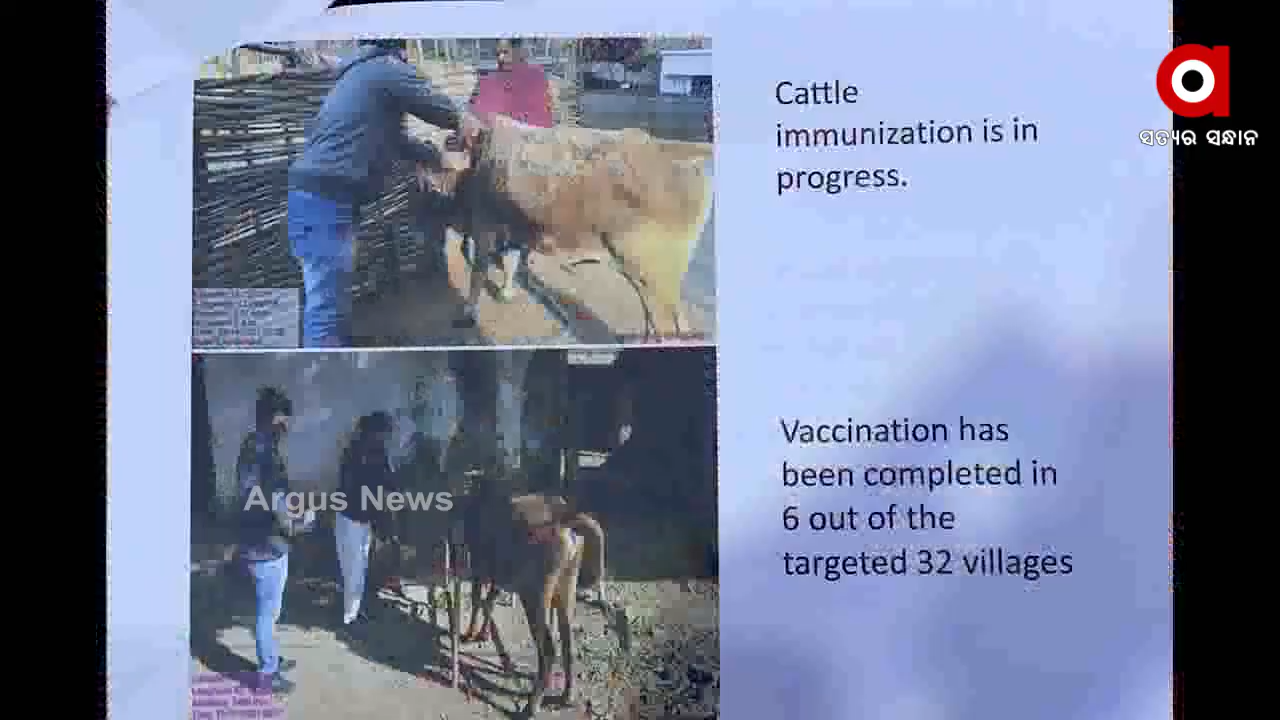 Cattle
immunization is in
progress.
ସତ୍ୟର ସନ୍ଧାନ
Vaccination has
been completed in
6 out of the
targeted 32 villages
Argus News